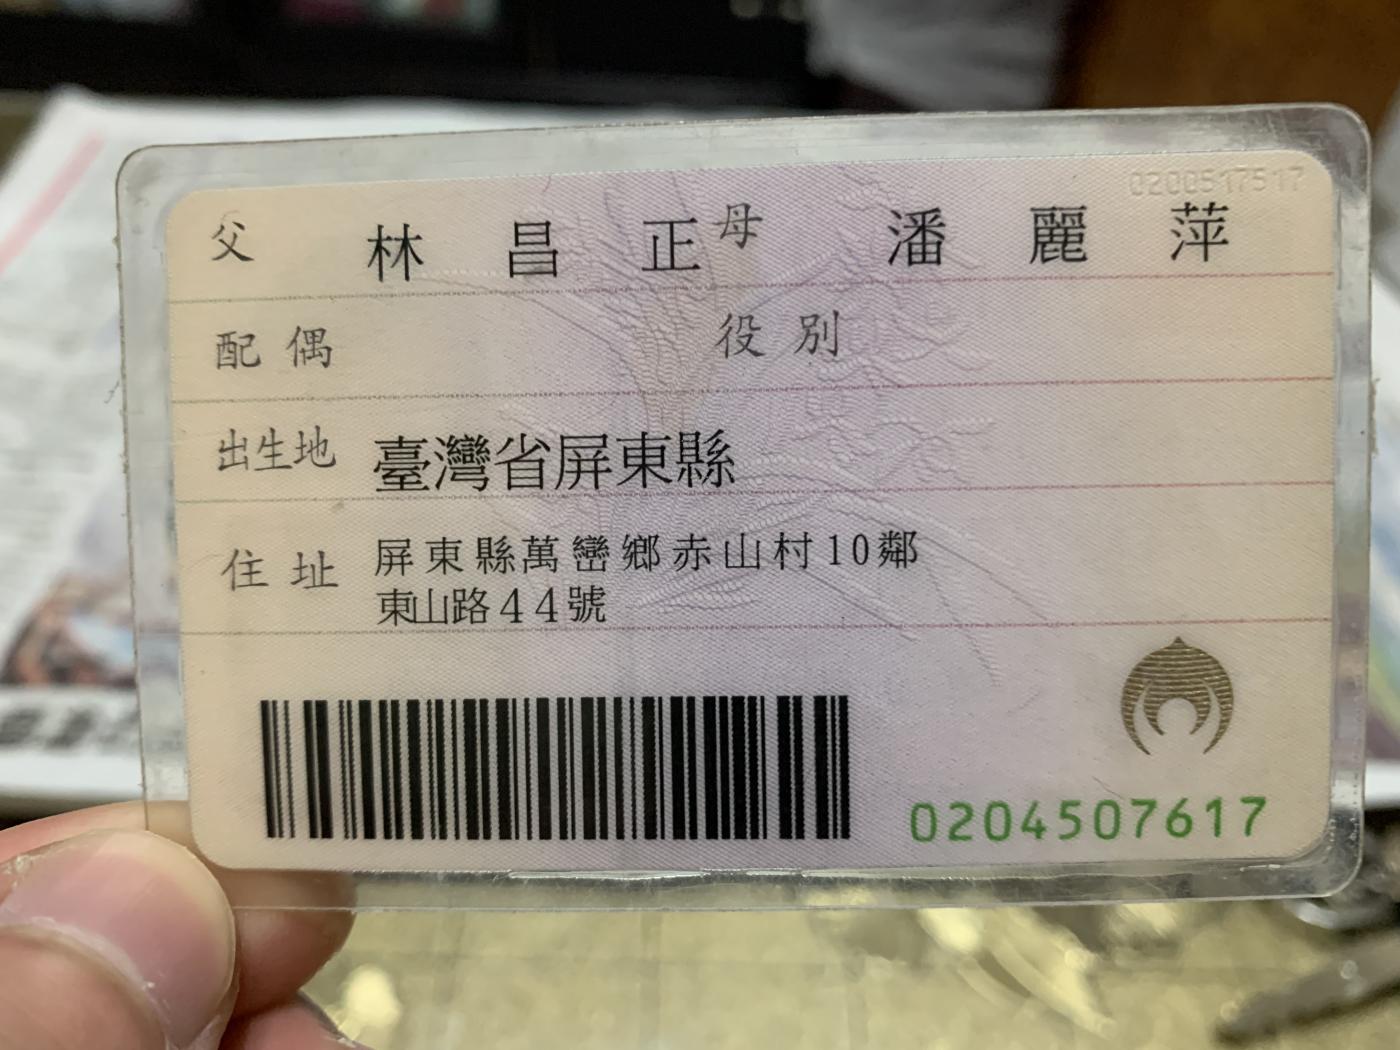 0200517517
父 林昌正 母 潘麗萍
配偶 役別
出生地 臺灣省屏東縣
住址 屏東縣萬巒鄉赤山村10鄰
東山路44號
0204507617